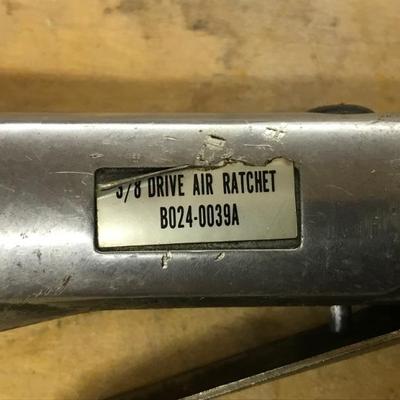 3/8 DRIVE AIR RATCHET
B024-0039A